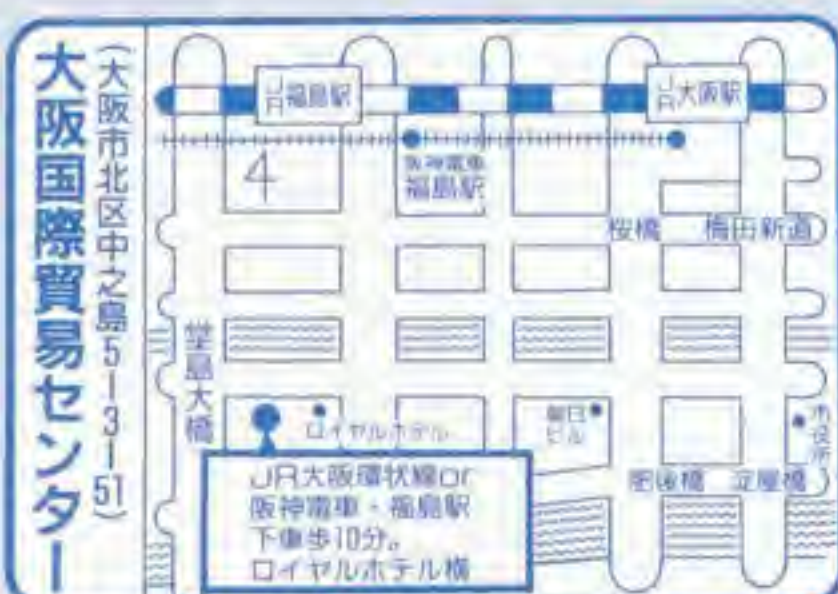 大阪国際貿易センター
(大阪市北区中之島5-3-51)
JR福島駅
JR大阪駅
4
阪神電車
福島駅
桜橋
梅田新道
堂島大橋
ロイヤルホテル
朝日
ビル
市役所
肥後橋
淀屋橋
JR大阪環状線or
阪神電車・福島駅
下車歩10分。
ロイヤルホテル横